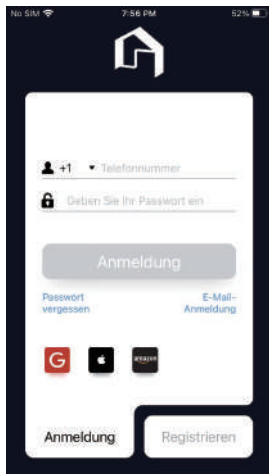 No SIM 7:56 PM 52%
+1 Telefonnummer
Geben Sie Ihr Passwort ein
Anmeldung
Passwort E-Mail-
vergessen Anmeldung
G amazon
Anmeldung Registrieren